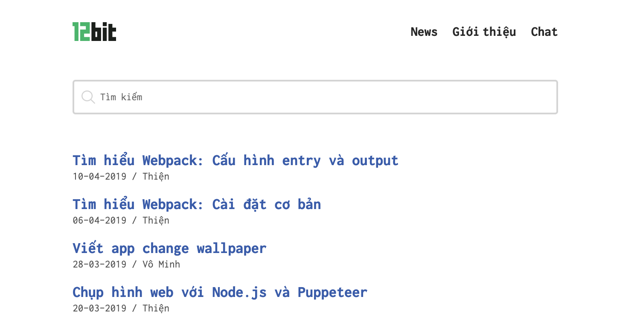 12bit
News Giới thiệu Chat
Tìm kiếm
Tìm hiểu Webpack: Cấu hình entry và output
10-04-2019 / Thiện
Tìm hiểu Webpack: Cài đặt cơ bản
06-04-2019 / Thiện
Viết app change wallpaper
28-03-2019 / Võ Minh
Chụp hình web với Node.js và Puppeteer
20-03-2019 / Thiện